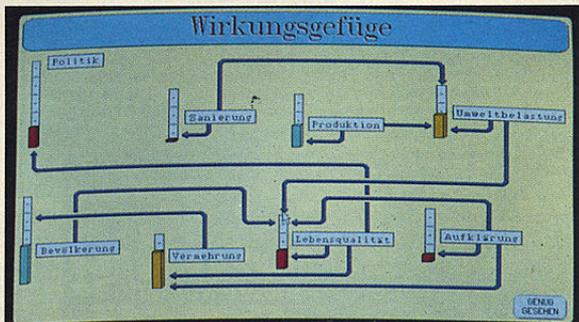 Wirkungsgefüge
Politik
Sanierung
Produktion
Umweltbelastung
Bevölkerung
Vermehrung
Lebensqualität
Aufklärung
GENUG
GESEHEN